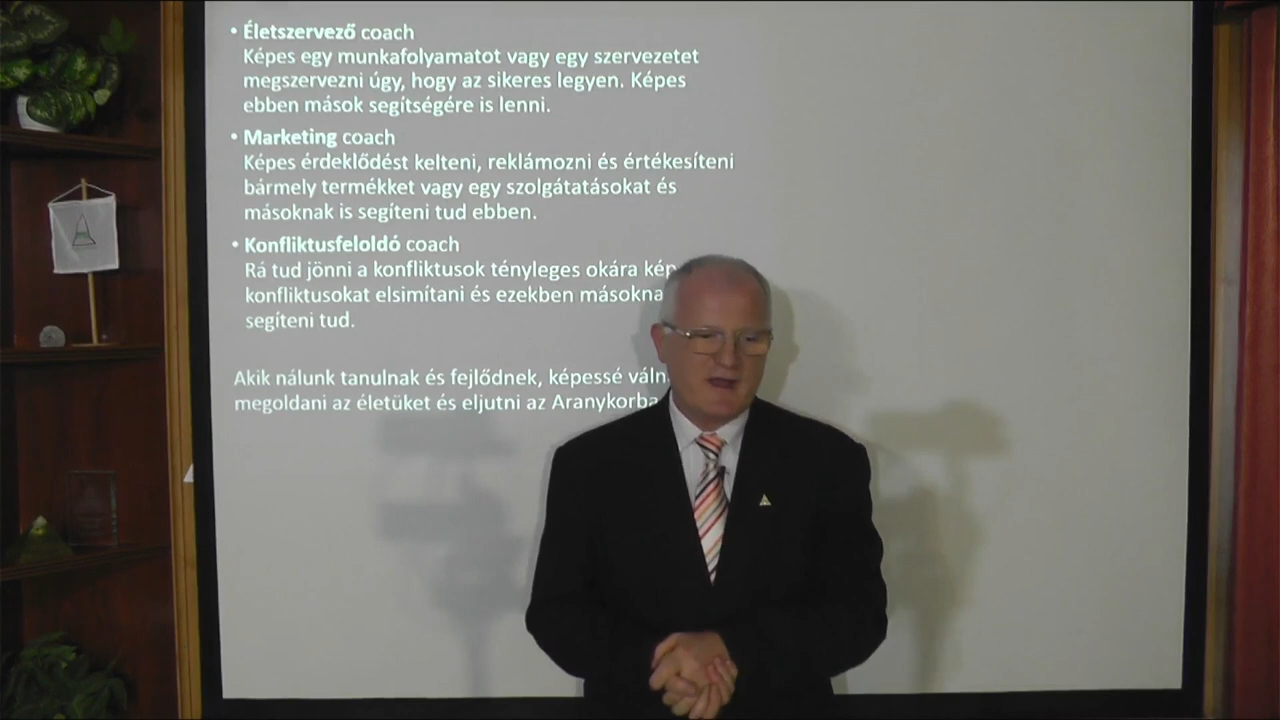 • Életszervező coach
Képes egy munkafolyamatot vagy egy szervezetet
megszervezni úgy, hogy az sikeres legyen. Képes
ebben mások segítségére is lenni.
• Marketing coach
Képes érdeklődést kelteni, reklámozni és értékesíteni
bármely termékket vagy egy szolgátatásokat és
másoknak is segíteni tud ebben.
• Konfliktusfeloldó coach
Rá tud jönni a konfliktusok tényleges okára
konfliktusokat elsimítani és ezekben
segíteni tud.
Akik nálunk tanulnak és fejlődnek, képessé
megoldani az életüket és eljutni az